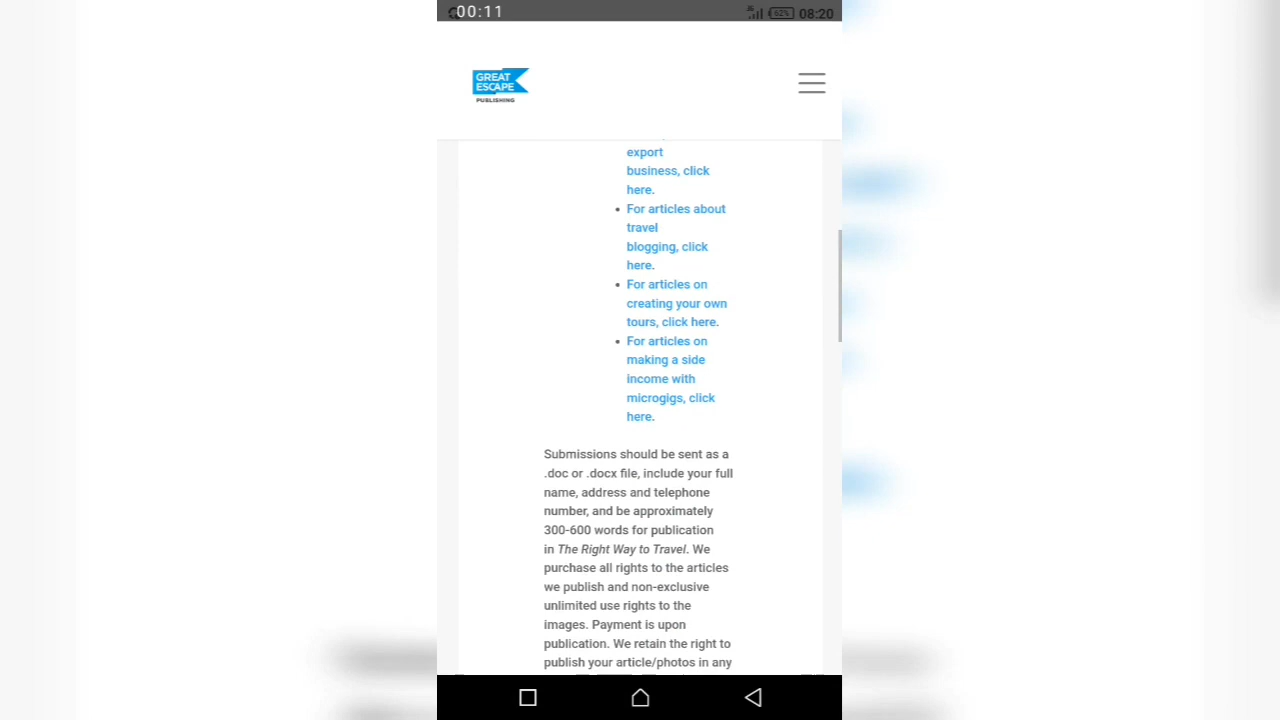 00:11
62%
08:20
GREAT
ESCAPE
PUBLISHING
export
business, click
here.
• For articles about
travel
blogging, click
here.
• For articles on
creating your own
tours, click here.
• For articles on
making a side
income with
microgigs, click
here.
Submissions should be sent as a
.doc or .docx file, include your full
name, address and telephone
number, and be approximately
300-600 words for publication
in The Right Way to Travel. We
purchase all rights to the articles
we publish and non-exclusive
unlimited use rights to the
images. Payment is upon
publication. We retain the right to
publish your article/photos in any